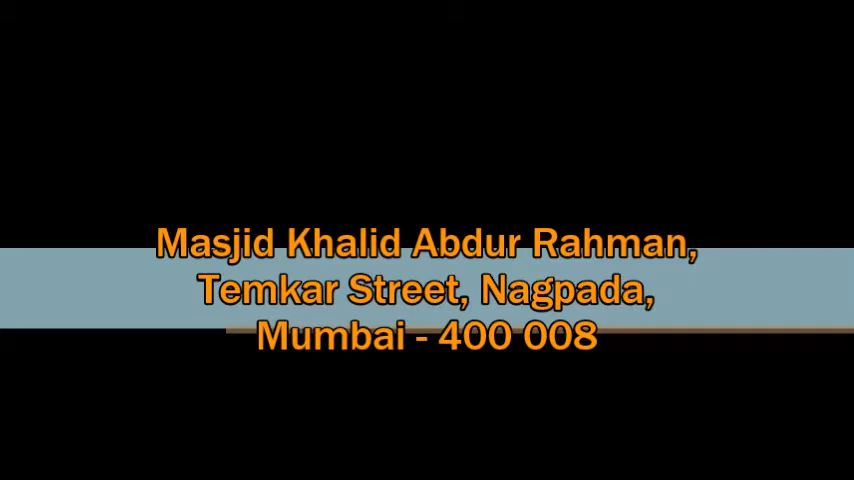 Masjid Khalid Abdur Rahman,
Temkar Street, Nagpada,
Mumbai - 400 008